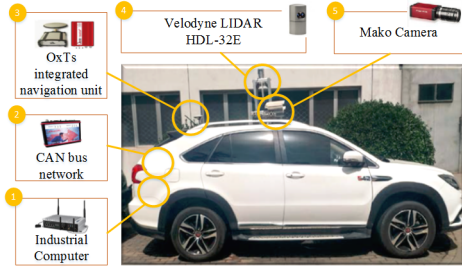 3
OxTs
integrated
navigation unit
4
Velodyne LIDAR
HDL-32E
5
Mako Camera
2
CAN bus
network
1
Industrial
Computer